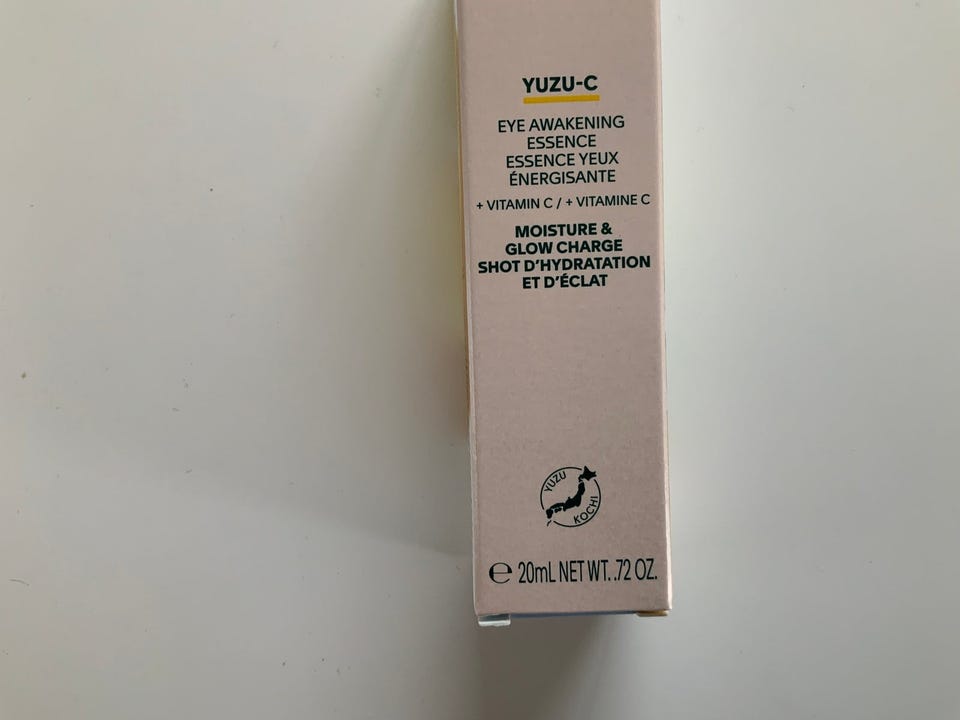 YUZU-C
EYE AWAKENING
ESSENCE
ESSENCE YEUX
ÉNERGISANTE
+ VITAMIN C / + VITAMINE C
MOISTURE &
GLOW CHARGE
SHOT D'HYDRATATION
ET D'ÉCLAT
YUZU
KOCHI
℮ 20mL NET WT. .72 OZ.